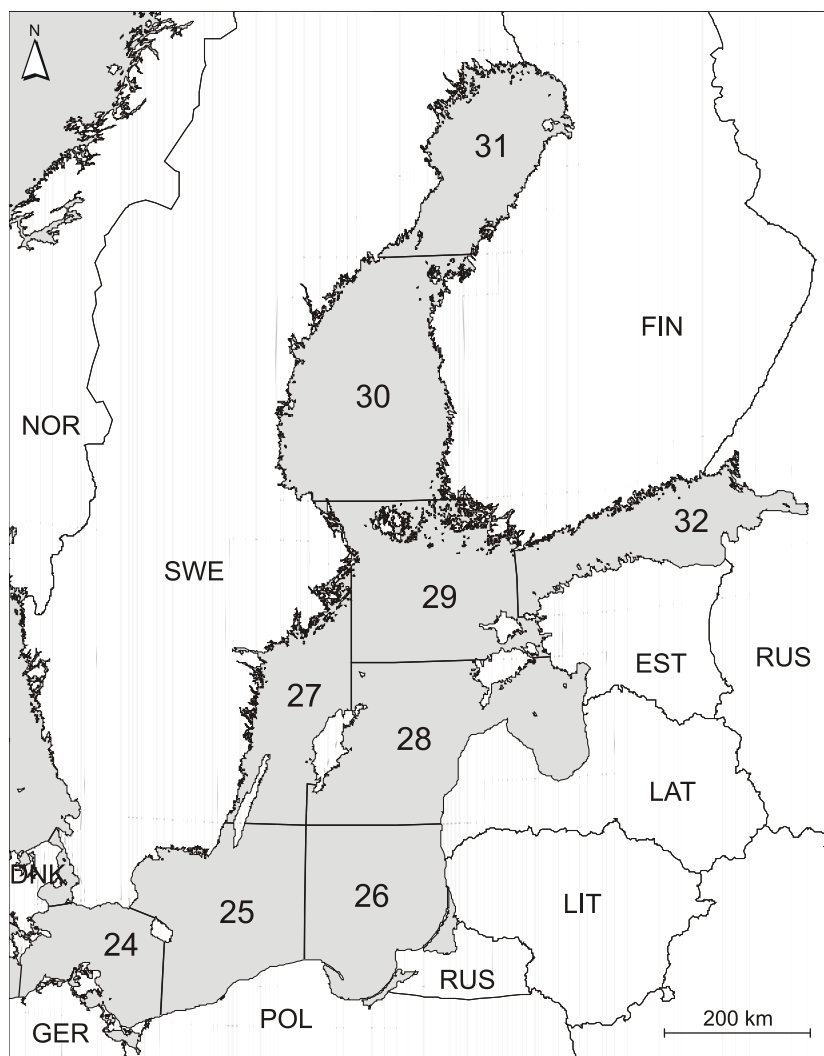 N
31
FIN
30
NOR
32
SWE
29
EST
RUS
27
28
LAT
DNK
26
LIT
25
24
RUS
200 km
POL
GER